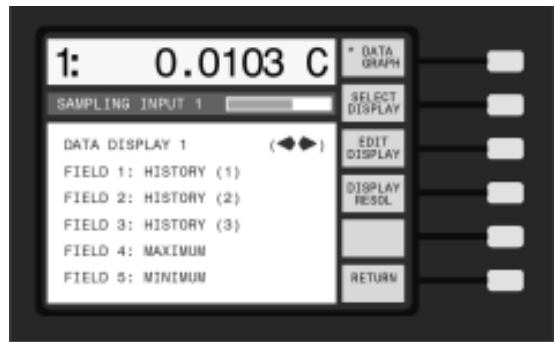 1: 0.0103 C
SAMPLING INPUT 1
DATA DISPLAY 1 (◀▶)
FIELD 1: HISTORY (1)
FIELD 2: HISTORY (2)
FIELD 3: HISTORY (3)
FIELD 4: MAXIMUM
FIELD 5: MINIMUM
* DATA
GRAPH
SELECT
DISPLAY
EDIT
DISPLAY
DISPLAY
RESOL
RETURN